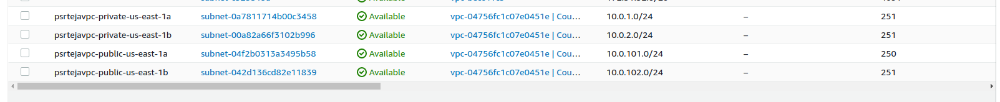 psrtejavpc-private-us-east-1a subnet-0a7811714b00c3458 Available vpc-04756fc1c07e0451e | Cou… 10.0.1.0/24 – 251
psrtejavpc-private-us-east-1b subnet-00a82a66f3102b996 Available vpc-04756fc1c07e0451e | Cou… 10.0.2.0/24 – 251
psrtejavpc-public-us-east-1a subnet-04f2b0313a3495b58 Available vpc-04756fc1c07e0451e | Cou… 10.0.101.0/24 – 250
psrtejavpc-public-us-east-1b subnet-042d136cd82e11839 Available vpc-04756fc1c07e0451e | Cou… 10.0.102.0/24 – 251